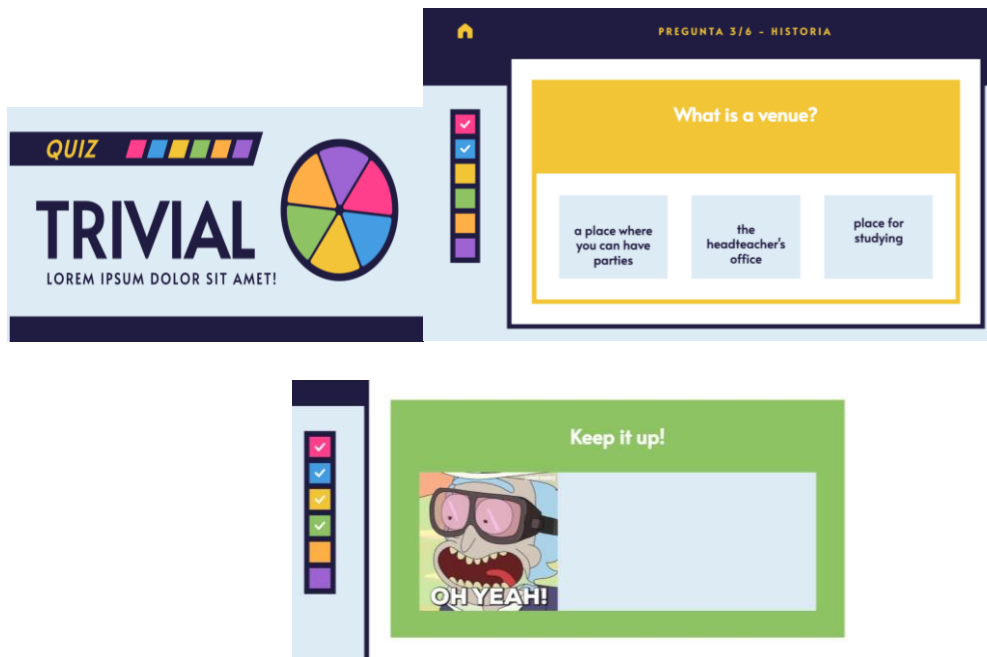 QUIZ
TRIVIAL
LOREM IPSUM DOLOR SIT AMET!
PREGUNTA 3/6 - HISTORIA
What is a venue?
a place where
you can have
parties
the
headteacher's
office
place for
studying
Keep it up!
OH YEAH!